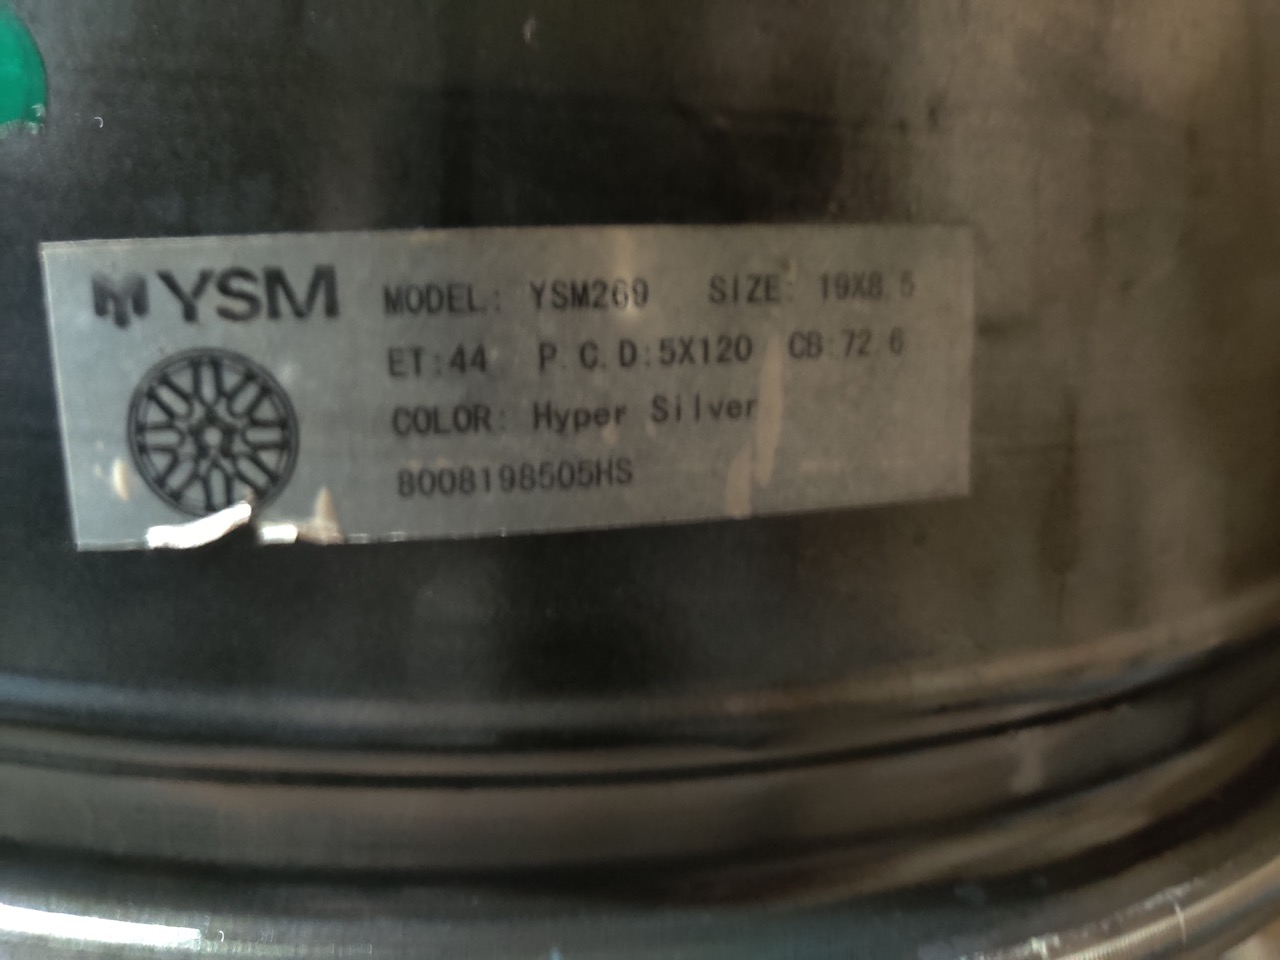 YSM
MODEL: YSM269 SIZE: 19X8.5
ET:44 P.C.D:5X120 CB:72.6
COLOR: Hyper Silver
8008198505HS